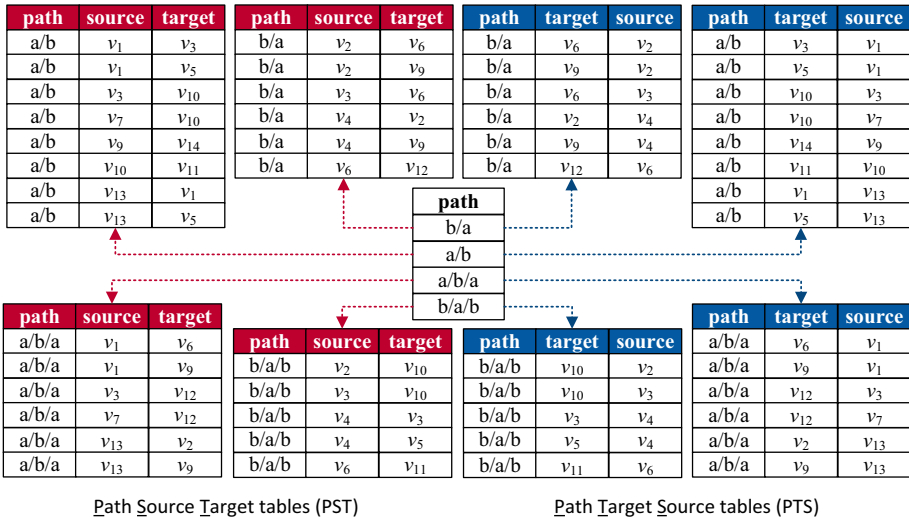 path source target
a/b v1 v3
a/b v1 v5
a/b v3 v10
a/b v7 v10
a/b v9 v14
a/b v10 v11
a/b v13 v1
a/b v13 v5
path source target
b/a v2 v6
b/a v2 v9
b/a v3 v6
b/a v4 v2
b/a v4 v9
b/a v6 v12
path target source
b/a v6 v2
b/a v9 v2
b/a v6 v3
b/a v2 v4
b/a v9 v4
b/a v12 v6
path target source
a/b v3 v1
a/b v5 v1
a/b v10 v3
a/b v10 v7
a/b v14 v9
a/b v11 v10
a/b v1 v13
a/b v5 v13
path
b/a
a/b
a/b/a
b/a/b
path source target
a/b/a v1 v6
a/b/a v1 v9
a/b/a v3 v12
a/b/a v7 v12
a/b/a v13 v2
a/b/a v13 v9
path source target
b/a/b v2 v10
b/a/b v3 v10
b/a/b v4 v3
b/a/b v4 v5
b/a/b v6 v11
path target source
b/a/b v10 v2
b/a/b v10 v3
b/a/b v3 v4
b/a/b v5 v4
b/a/b v11 v6
path target source
a/b/a v6 v1
a/b/a v9 v1
a/b/a v12 v3
a/b/a v12 v7
a/b/a v2 v13
a/b/a v9 v13
Path Source Target tables (PST)
Path Target Source tables (PTS)